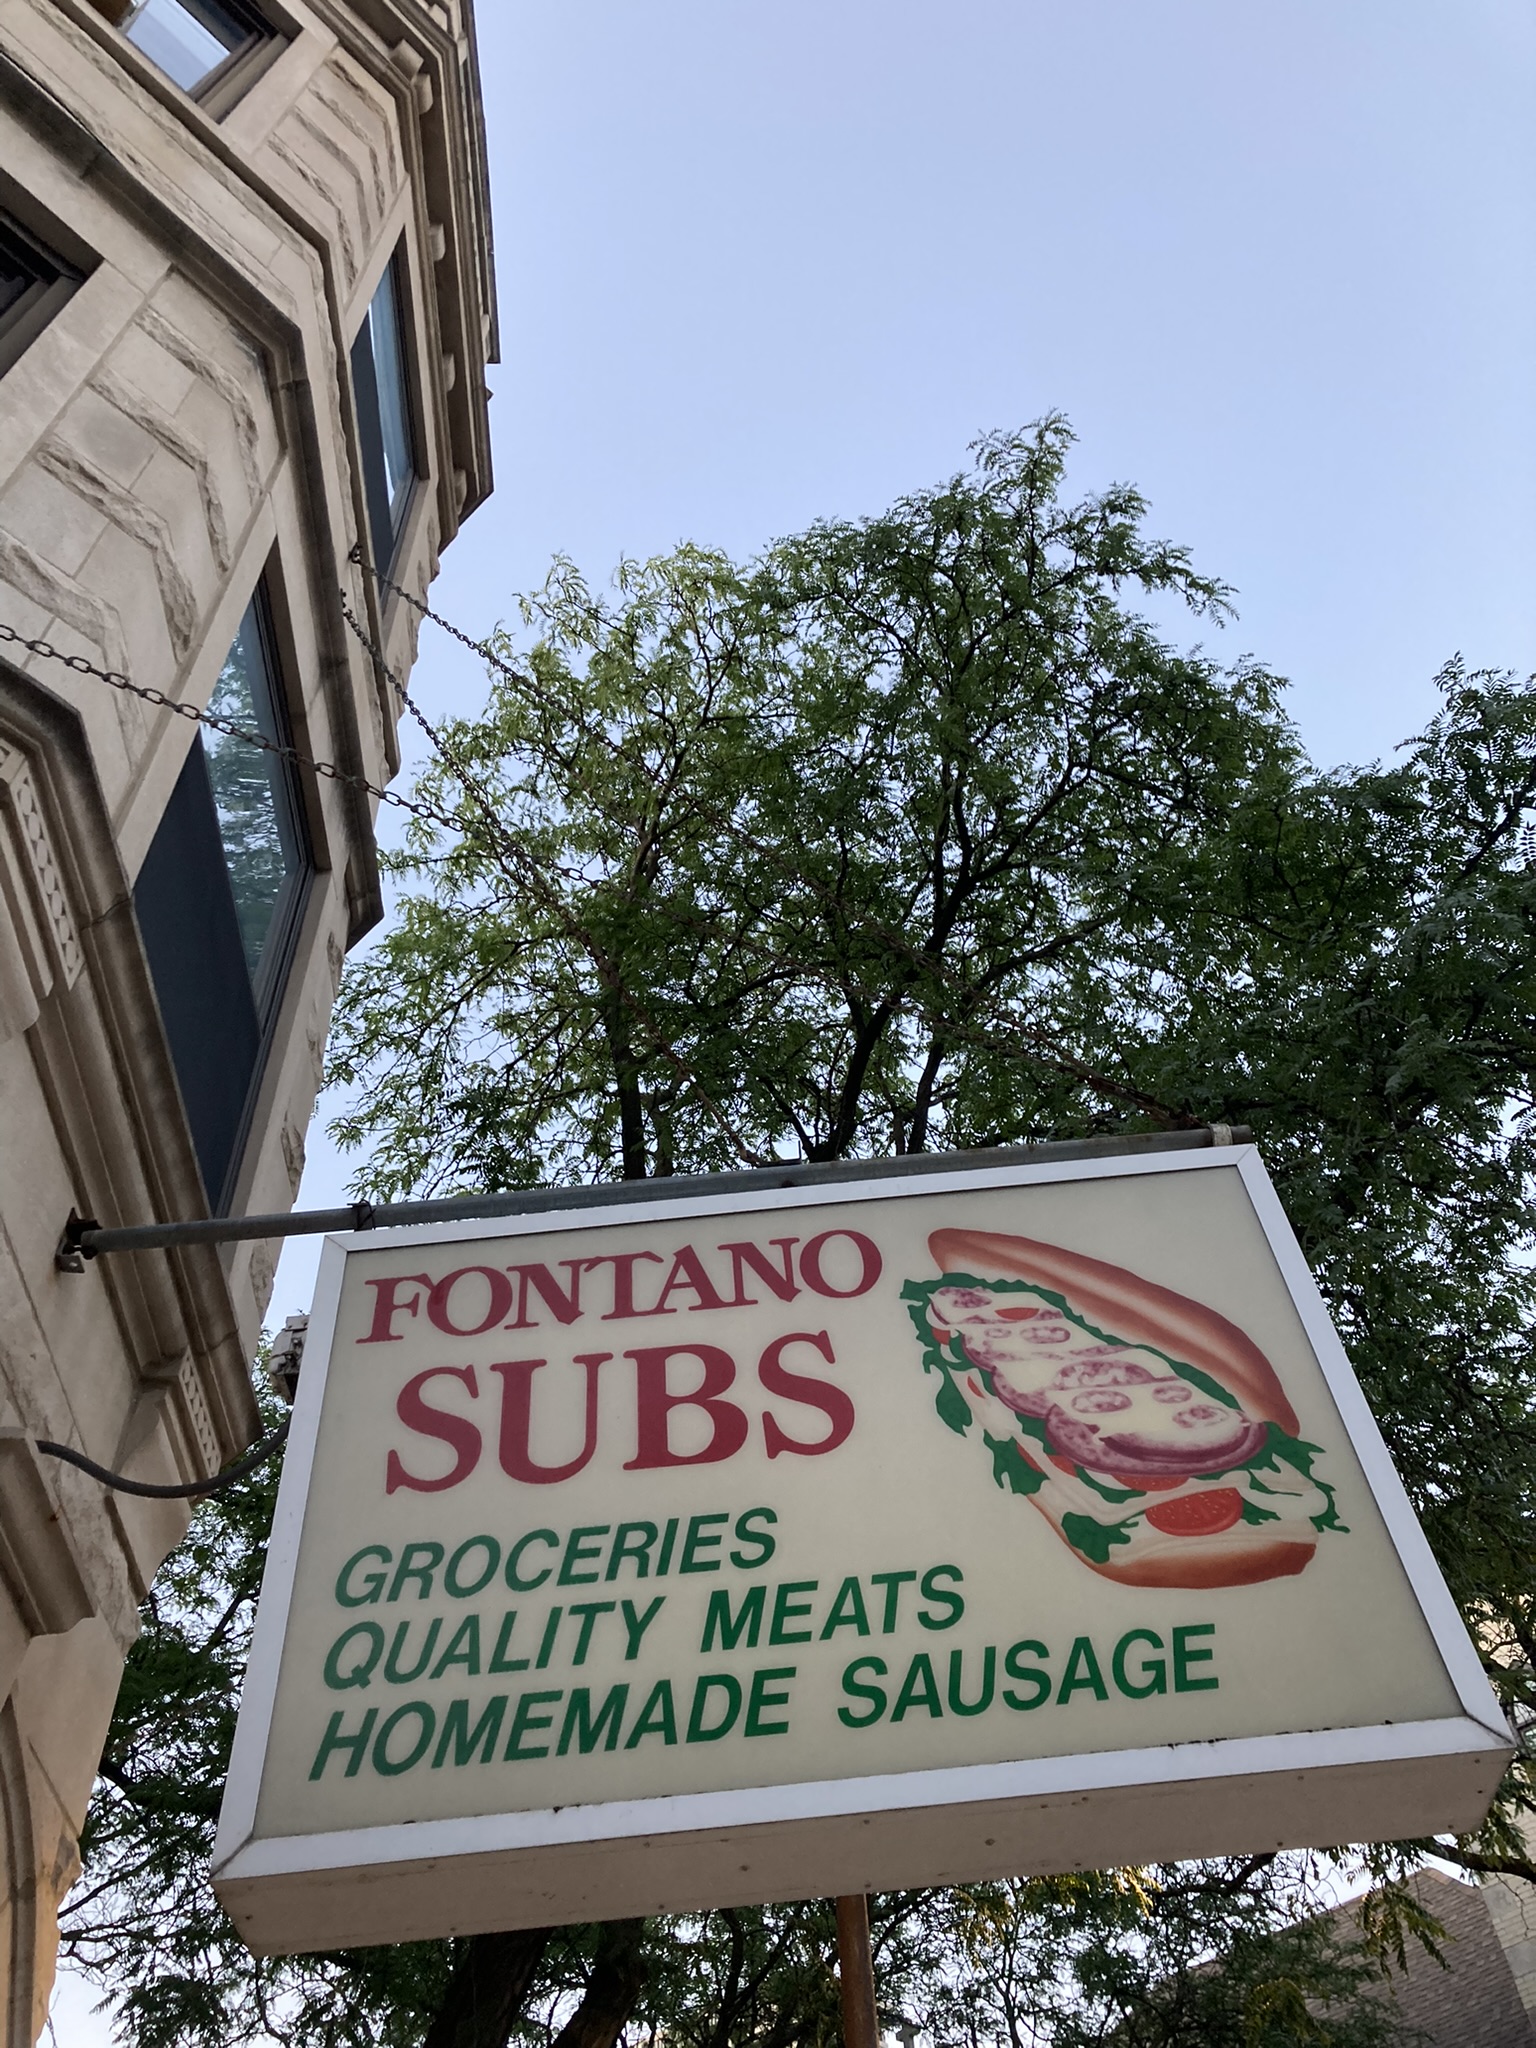 FONTANO
SUBS
GROCERIES
QUALITY MEATS
HOMEMADE SAUSAGE